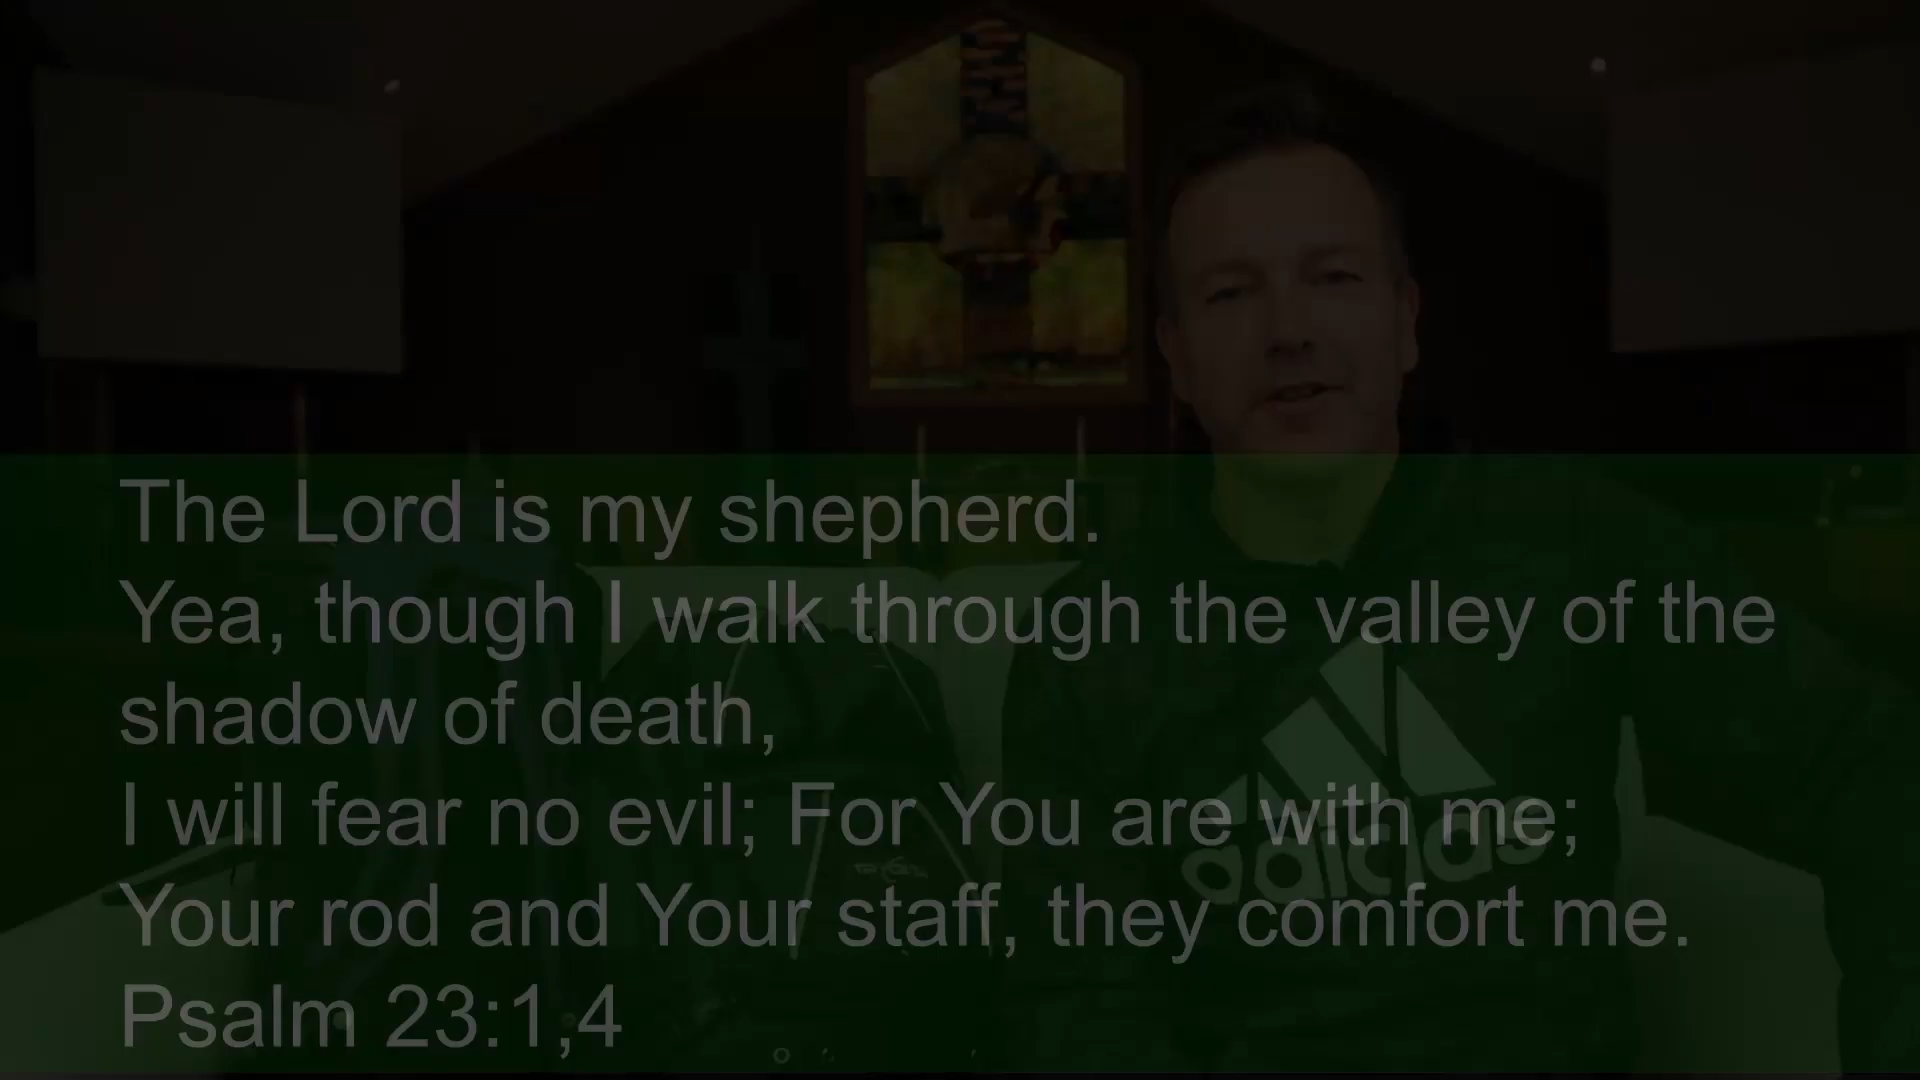 The Lord is my shepherd.
Yea, though I walk through the valley of the
shadow of death,
I will fear no evil; For You are with me;
Your rod and Your staff, they comfort me.
Psalm 23:1,4
adidas